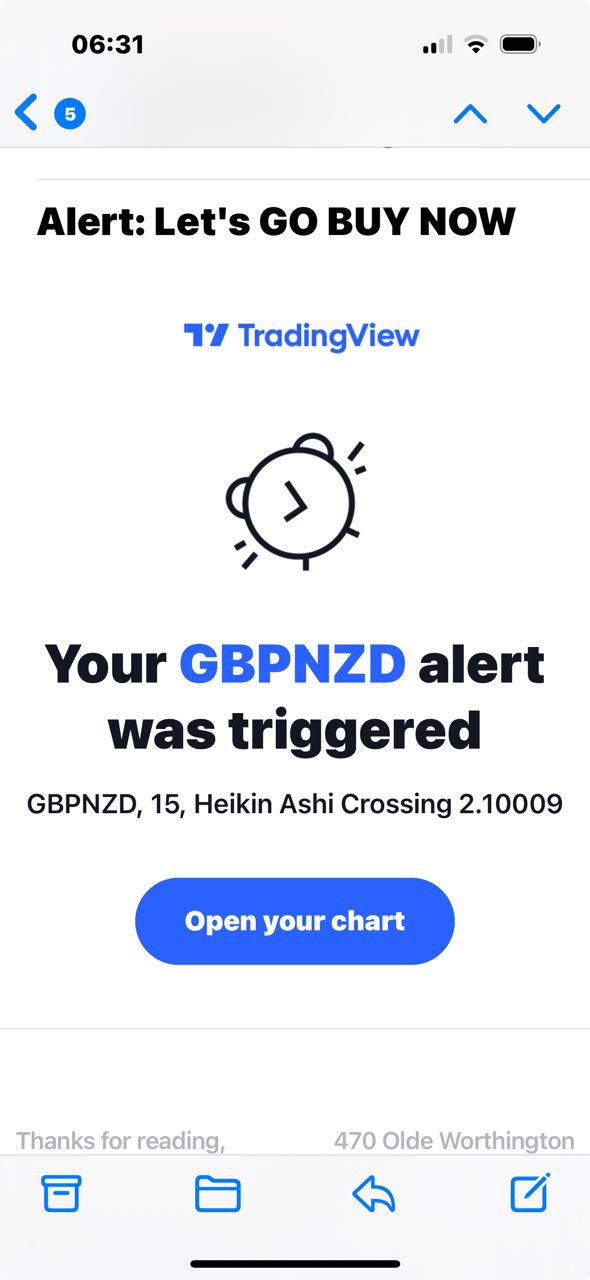 06:31
5
Alert: Let's GO BUY NOW
TradingView
Your GBPNZD alert
was triggered
GBPNZD, 15, Heikin Ashi Crossing 2.10009
Open your chart
Thanks for reading,
470 Olde Worthington